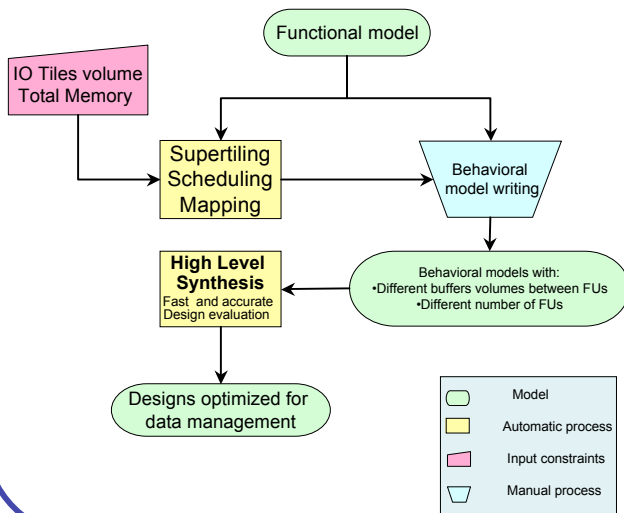 Functional model
IO Tiles volume
Total Memory
Supertiling
Scheduling
Mapping
Behavioral
model writing
High Level
Synthesis
Fast and accurate
Design evaluation
Behavioral models with:
•Different buffers volumes between FUs
•Different number of FUs
Designs optimized for
data management
Model
Automatic process
Input constraints
Manual process